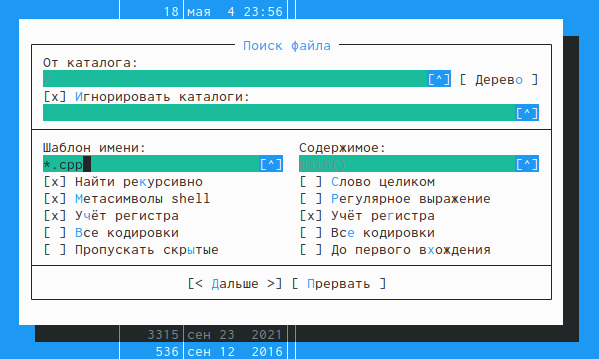 18 мая 4 23:56
Поиск файла
От каталога:
[^] [ Дерево ]
[x] Игнорировать каталоги:
[^]
Шаблон имени: Содержимое:
*.cpp [^] main() [^]
[x] Найти рекурсивно [ ] Слово целиком
[x] Метасимволы shell [ ] Регулярное выражение
[x] Учёт регистра [x] Учёт регистра
[ ] Все кодировки [ ] Все кодировки
[ ] Пропускать скрытые [ ] До первого вхождения
[< Дальше >] [ Прервать ]
3315 сен 23 2021
536 сен 12 2016